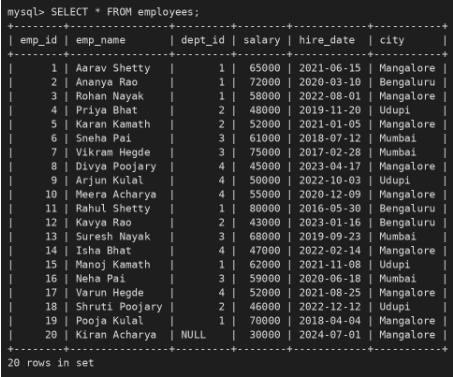 mysql> SELECT * FROM employees;
+--------+---------------+---------+--------+------------+-----------+
| emp_id | emp_name      | dept_id | salary | hire_date  | city      |
+--------+---------------+---------+--------+------------+-----------+
|      1 | Aarav Shetty  |       1 |  65000 | 2021-06-15 | Mangalore |
|      2 | Ananya Rao    |       1 |  72000 | 2020-03-10 | Bengaluru |
|      3 | Rohan Nayak   |       1 |  58000 | 2022-08-01 | Mangalore |
|      4 | Priya Bhat    |       2 |  48000 | 2019-11-20 | Udupi     |
|      5 | Karan Kamath  |       2 |  52000 | 2021-01-05 | Mangalore |
|      6 | Sneha Pai     |       3 |  61000 | 2018-07-12 | Mumbai    |
|      7 | Vikram Hegde  |       3 |  75000 | 2017-02-28 | Mumbai    |
|      8 | Divya Poojary |       4 |  45000 | 2023-04-17 | Mangalore |
|      9 | Arjun Kulal   |       4 |  50000 | 2022-10-03 | Udupi     |
|     10 | Meera Acharya |       4 |  55000 | 2020-12-09 | Mangalore |
|     11 | Rahul Shetty  |       1 |  80000 | 2016-05-30 | Bengaluru |
|     12 | Kavya Rao     |       2 |  43000 | 2023-01-16 | Bengaluru |
|     13 | Suresh Nayak  |       3 |  68000 | 2019-09-23 | Mumbai    |
|     14 | Isha Bhat     |       4 |  47000 | 2022-02-14 | Mangalore |
|     15 | Manoj Kamath  |       1 |  62000 | 2021-11-08 | Udupi     |
|     16 | Neha Pai      |       3 |  59000 | 2020-06-18 | Mumbai    |
|     17 | Varun Hegde   |       4 |  52000 | 2021-08-25 | Mangalore |
|     18 | Shruti Poojary |       2 |  46000 | 2022-12-12 | Udupi     |
|     19 | Pooja Kulal   |       1 |  70000 | 2018-04-04 | Mangalore |
|     20 | Kiran Acharya | NULL    |  30000 | 2024-07-01 | Mangalore |
+--------+---------------+---------+--------+------------+-----------+
20 rows in set